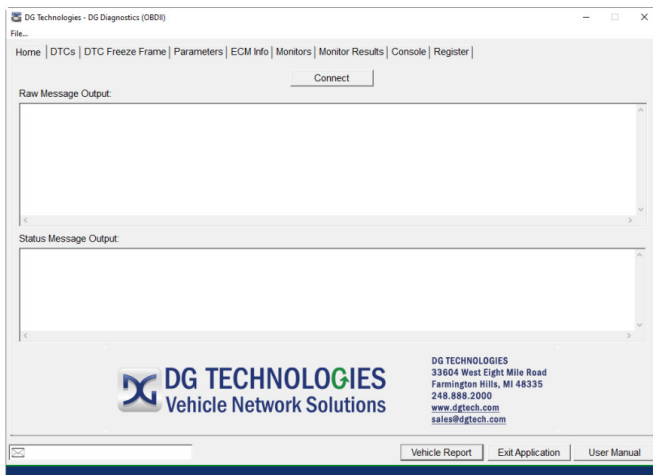 DG Technologies - DG Diagnostics (OBDII)
File...
Home | DTCs | DTC Freeze Frame | Parameters | ECM Info | Monitors | Monitor Results | Console | Register |
Connect
Raw Message Output:
Status Message Output:
DG TECHNOLOGIES
Vehicle Network Solutions
DG TECHNOLOGIES
33604 West Eight Mile Road
Farmington Hills, MI 48335
248.888.2000
www.dgtech.com
sales@dgtech.com
Vehicle Report Exit Application User Manual